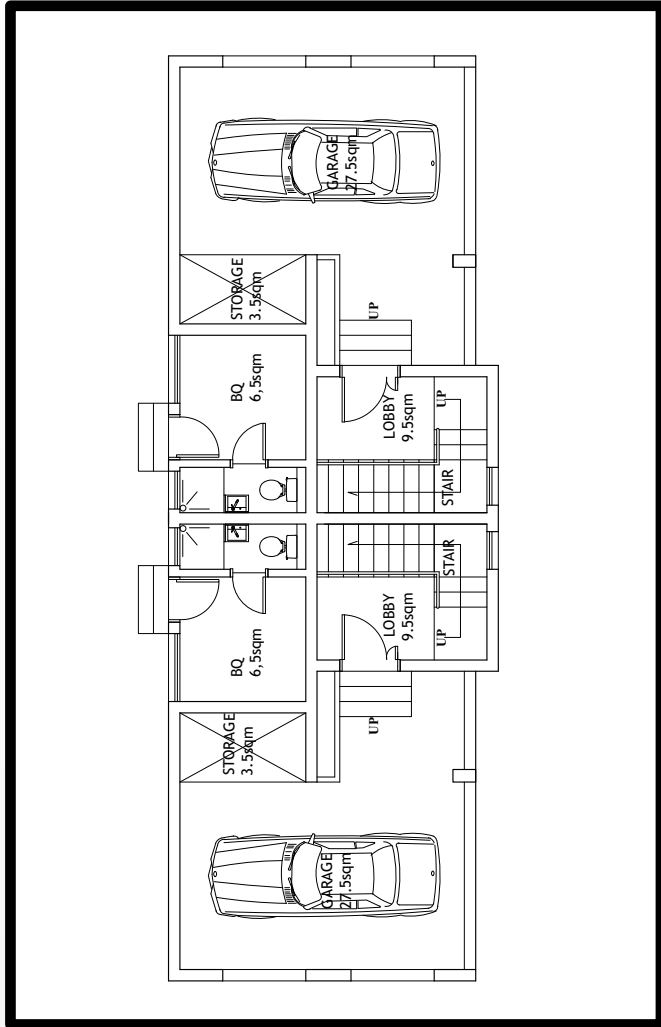 GARAGE
27.5sqm
STORAGE
3.5sqm
UP
BQ
6,5sqm
LOBBY
9.5sqm
UP
STAIR
STAIR
BQ
6,5sqm
LOBBY
9.5sqm
UP
UP
STORAGE
3.5sqm
GARAGE
27.5sqm